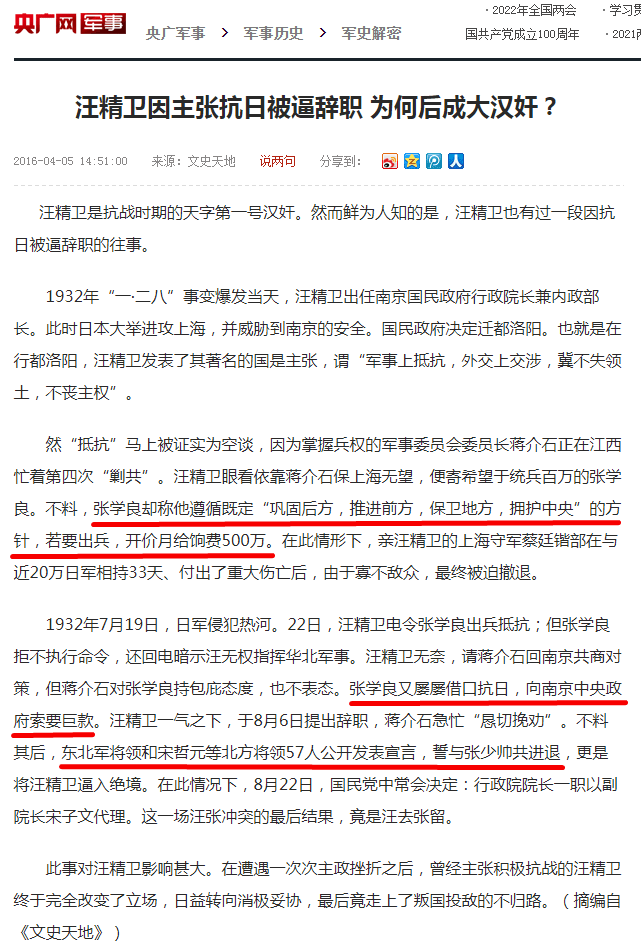 · 2022年全国两会 · 学习贯
央广网 军事 央广军事 > 军事历史 > 军史解密
国共产党成立100周年 · 2021两
汪精卫因主张抗日被逼辞职 为何后成大汉奸？
2016-04-05 14:51:00 来源：文史天地 说两句 分享到：
汪精卫是抗战时期的天字第一号汉奸。然而鲜为人知的是，汪精卫也有过一段因抗
日被逼辞职的往事。
1932年“一·二八”事变爆发当天，汪精卫出任南京国民政府行政院长兼内政部
长。此时日本大举进攻上海，并威胁到南京的安全。国民政府决定迁都洛阳。也就是在
行都洛阳，汪精卫发表了其著名的国是主张，谓“军事上抵抗，外交上交涉，冀不失领
土，不丧主权”。
然“抵抗”马上被证实为空谈，因为掌握兵权的军事委员会委员长蒋介石正在江西
忙着第四次“剿共”。汪精卫眼看依靠蒋介石保上海无望，便寄希望于统兵百万的张学
良。不料，张学良却称他遵循既定“巩固后方，推进前方，保卫地方，拥护中央”的方
针，若要出兵，开价月给饷费500万。在此情形下，亲汪精卫的上海守军蔡廷锴部在与
近20万日军相持33天、付出了重大伤亡后，由于寡不敌众，最终被迫撤退。
1932年7月19日，日军侵犯热河。22日，汪精卫电令张学良出兵抵抗；但张学良
拒不执行命令，还回电暗示汪无权指挥华北军事。汪精卫无奈，请蒋介石回南京共商对
策，但蒋介石对张学良持包庇态度，也不表态。张学良又屡屡借口抗日，向南京中央政
府索要巨款。汪精卫一气之下，于8月6日提出辞职，蒋介石急忙“恳切挽劝”。不料
其后，东北军将领和宋哲元等北方将领57人公开发表宣言，誓与张少帅共进退，更是
将汪精卫逼入绝境。在此情况下，8月22日，国民党中常会决定：行政院院长一职以副
院长宋子文代理。这一场汪张冲突的最后结果，竟是汪去张留。
此事对汪精卫影响甚大。在遭遇一次次主政挫折之后，曾经主张积极抗战的汪精卫
终于完全改变了立场，日益转向消极妥协，最后竟走上了叛国投敌的不归路。（摘编自
《文史天地》）